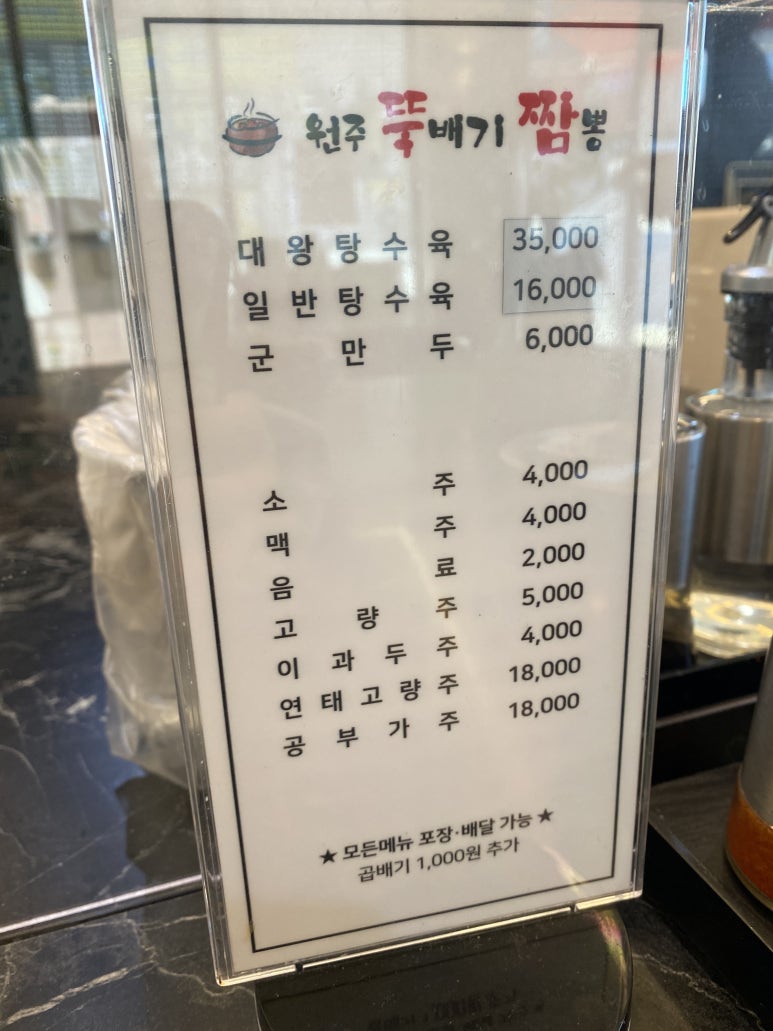 원주 뚝배기 짬뽕
대왕탕수육 35,000
일반탕수육 16,000
군만두 6,000
소주 4,000
맥주 4,000
음료 2,000
고량주 5,000
이과두주 4,000
연태고량주 18,000
공부가주 18,000
★ 모든메뉴 포장·배달 가능 ★
곱배기 1,000원 추가